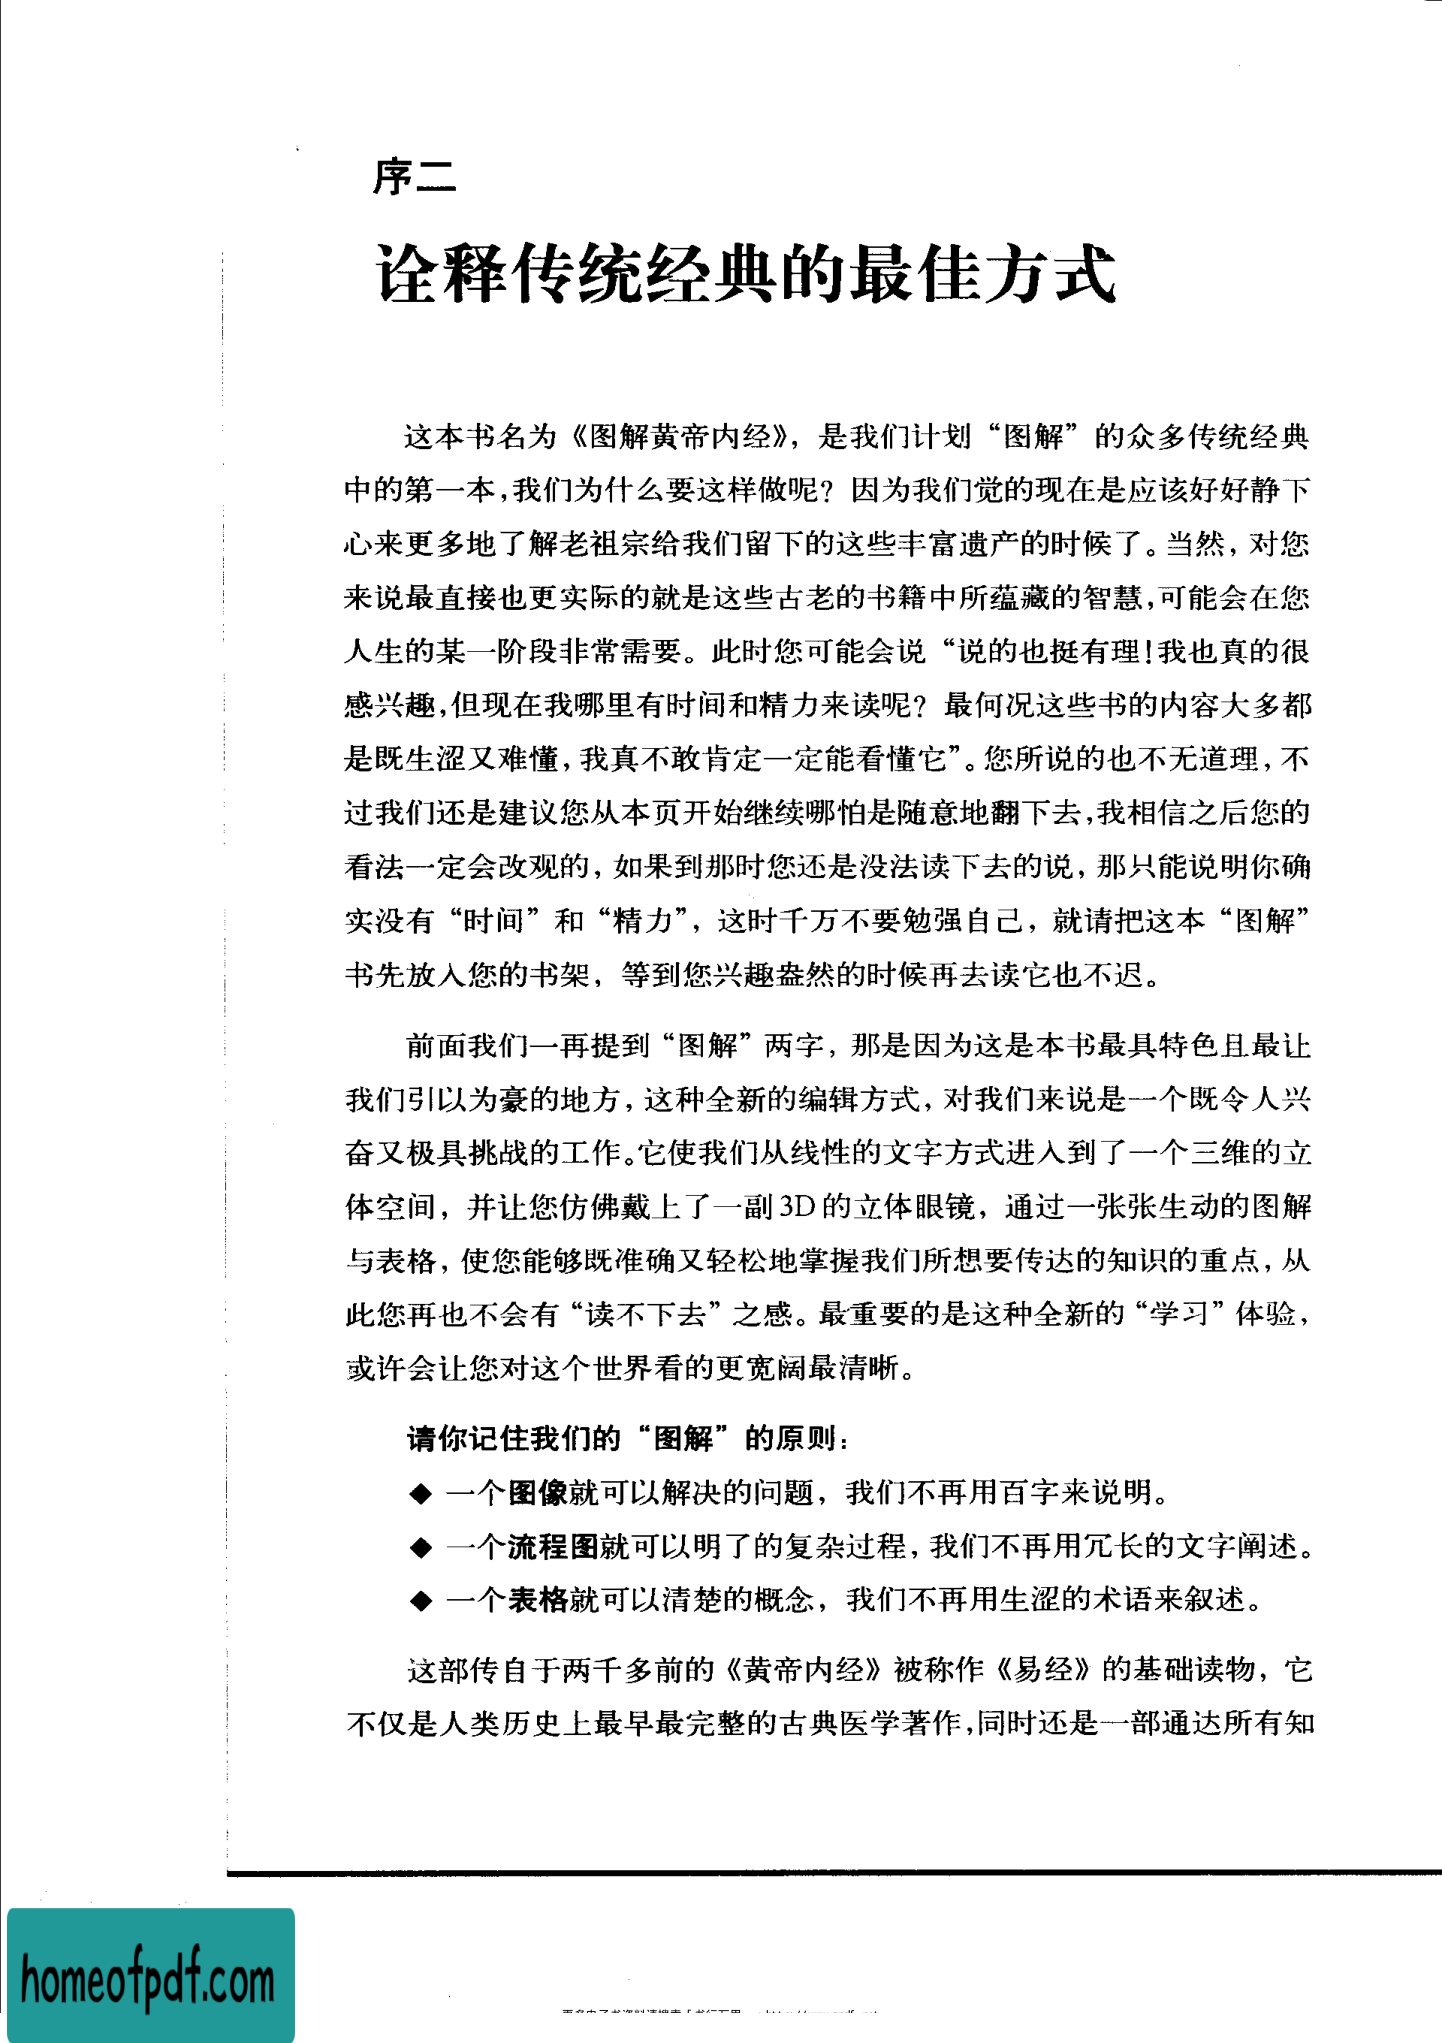 序二
诠释传统经典的最佳方式
这本书名为《图解黄帝内经》，是我们计划“图解”的众多传统经典
中的第一本，我们为什么要这样做呢？因为我们觉的现在是应该好好静下
心来更多地了解老祖宗给我们留下的这些丰富遗产的时候了。当然，对您
来说最直接也更实际的就是这些古老的书籍中所蕴藏的智慧，可能会在您
人生的某一阶段非常需要。此时您可能会说“说的也挺有理！我也真的很
感兴趣，但现在我哪里有时间和精力来读呢？最何况这些书的内容大多都
是既生涩又难懂，我真不敢肯定一定能看懂它”。您所说的也不无道理，不
过我们还是建议您从本页开始继续哪怕是随意地翻下去，我相信之后您的
看法一定会改观的，如果到那时您还是没法读下去的说，那只能说明你确
实没有“时间”和“精力”，这时千万不要勉强自己，就请把这本“图解”
书先放入您的书架，等到您兴趣盎然的时候再去读它也不迟。
前面我们一再提到“图解”两字，那是因为这是本书最具特色且最让
我们引以为豪的地方，这种全新的编辑方式，对我们来说是一个既令人兴
奋又极具挑战的工作。它使我们从线性的文字方式进入到了一个三维的立
体空间，并让您仿佛戴上了一副3D的立体眼镜，通过一张张生动的图解
与表格，使您能够既准确又轻松地掌握我们所想要传达的知识的重点，从
此您再也不会有“读不下去”之感。最重要的是这种全新的“学习”体验，
或许会让您对这个世界看的更宽阔最清晰。
请你记住我们的“图解”的原则：
◆ 一个图像就可以解决的问题，我们不再用百字来说明。
◆ 一个流程图就可以明了的复杂过程，我们不再用冗长的文字阐述。
◆ 一个表格就可以清楚的概念，我们不再用生涩的术语来叙述。
这部传自于两千多前的《黄帝内经》被称作《易经》的基础读物，它
不仅是人类历史上最早最完整的古典医学著作，同时还是一部通达所有知
homeofpdf.com